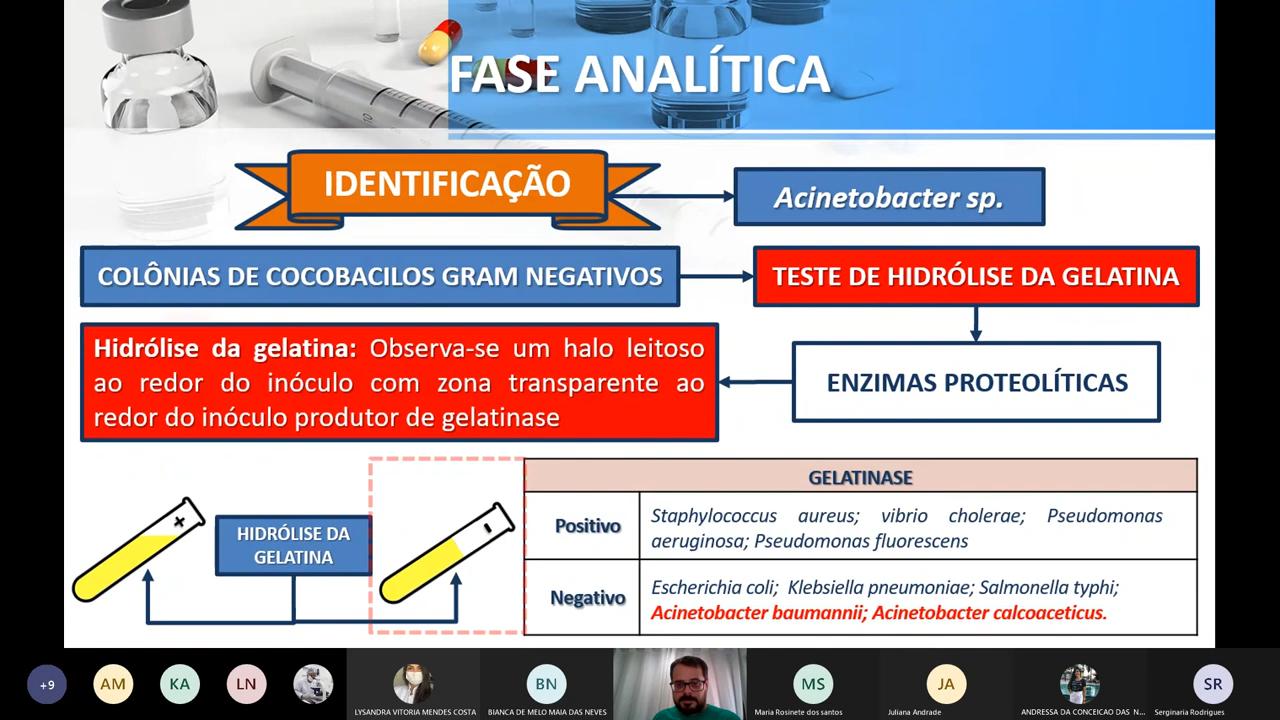 FASE ANALÍTICA
IDENTIFICAÇÃO
Acinetobacter sp.
COLÔNIAS DE COCOBACILOS GRAM NEGATIVOS
TESTE DE HIDRÓLISE DA GELATINA
Hidrólise da gelatina: Observa-se um halo leitoso
ao redor do inóculo com zona transparente ao
redor do inóculo produtor de gelatinase
ENZIMAS PROTEOLÍTICAS
+
HIDRÓLISE DA
GELATINA
-
GELATINASE
Positivo
Staphylococcus aureus; vibrio cholerae; Pseudomonas
aeruginosa; Pseudomonas fluorescens
Negativo
Escherichia coli; Klebsiella pneumoniae; Salmonella typhi;
Acinetobacter baumannii; Acinetobacter calcoaceticus.
+9
AM
KA
LN
LYSANDRA VITORIA MENDES COSTA
BN
BIANCA DE MELO MAIA DAS NEVES
MS
Maria Rosinete dos santos
JA
Juliana Andrade
ANDRESSA DA CONCEICAO DAS N...
SR
Serginaria Rodrigues